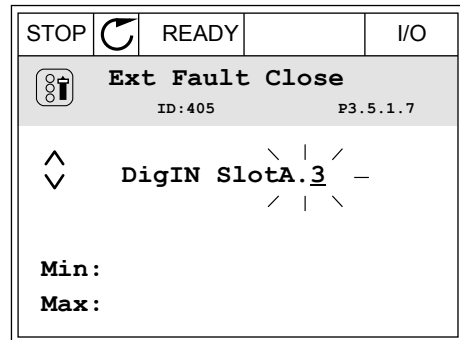 STOP READY I/O
Ext Fault Close
ID:405 P3.5.1.7
DigIN SlotA.3
Min:
Max: